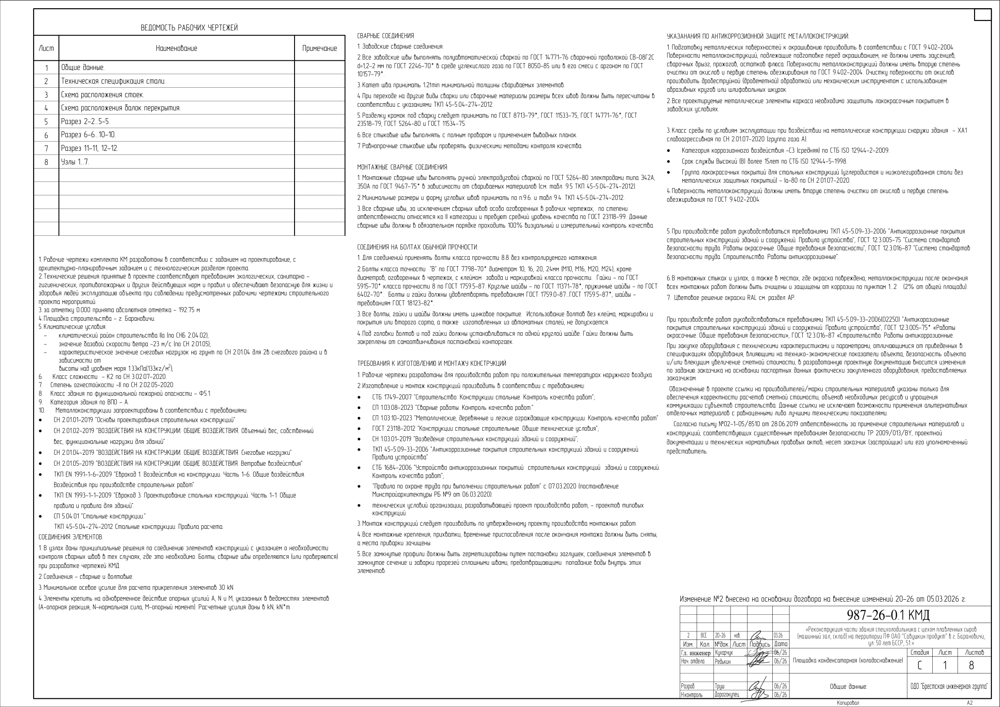 ВЕДОМОСТЬ РАБОЧИХ ЧЕРТЕЖЕЙ
Лист Наименование Примечание
1 Общие данные.
2 Техническая спецификация стали.
3 Схема расположения стоек.
4 Схема расположения балок перекрытия.
5 Разрез 2-2...5-5.
6 Разрез 6-6...10-10.
7 Разрез 11-11, 12-12.
8 Узлы 1...7.
1. Рабочие чертежи комплекта КМ разработаны в соответствии с заданием на проектирование, с
архитектурно-планировочным заданием и с технологическим разделом проекта.
2. Технические решения принятые в проекте соответствуют требованиям экологических, санитарно -
гигиенических, противопожарных и других действующих норм и правил и обеспечивают безопасную для жизни и
здоровья людей эксплуатацию объекта при соблюдении предусмотренных рабочими чертежами строительного
проекта мероприятий.
3. за отметку 0.000 принята абсолютная отметка - 192.75 м.
4. Площадка строительства - г. Барановичи.
5. Климатические условия:
- климатический район строительства IIа (по СНБ 2.04.02);
- значение базовой скорости ветра -23 м/с (по СН 2.01.05);
- характеристическое значение снеговых нагрузок на грунт по СН 2.01.04 для 2в снегового района и в
зависимости от
высоты над уровнем моря 1.33кПа(133кг/м²);
6. Класс сложности - К2 по СН 3.02.07-2020.
7. Степень огнестойкости -II по СН 2.02.05-2020.
8. Класс здания по функциональной пожарной опасности - Ф5.1.
9. Категория здания по ВПО - А.
10. Металлоконструкции запроектированы в соответствии с требованиями:
• СН 2.01.01-2019 "Основы проектирования строительных конструкций"
• СН 2.01.02-2019 "ВОЗДЕЙСТВИЯ НА КОНСТРУКЦИИ. ОБЩИЕ ВОЗДЕЙСТВИЯ. Объемный вес, собственный
вес, функциональные нагрузки для зданий"
• СН 2.01.04-2019 "ВОЗДЕЙСТВИЯ НА КОНСТРУКЦИИ. ОБЩИЕ ВОЗДЕЙСТВИЯ. Снеговые нагрузки"
• СН 2.01.05-2019 "ВОЗДЕЙСТВИЯ НА КОНСТРУКЦИИ. ОБЩИЕ ВОЗДЕЙСТВИЯ. Ветровые воздействия"
• ТКП EN 1991-1-6-2009 "Еврокод 1. Воздействия на конструкции. Часть 1-6. Общие воздействия.
Воздействия при производстве строительных работ"
• ТКП EN 1993-1-1-2009 "Еврокод 3. Проектирование стальных конструкций. Часть 1-1. Общие
правила и правила для зданий".
• СП 5.04.01 "Стальные конструкции."
ТКП 45-5.04-274-2012 Стальные конструкции. Правила расчета.
СОЕДИНЕНИЯ ЭЛЕМЕНТОВ.
1. В узлах даны принципиальные решения по соединению элементов конструкций с указанием о необходимости
контроля сварных швов в тех случаях, где это необходимо. Болты, сварные швы определяются (или проверяются)
при разработке чертежей КМД.
2. Соединения - сварные и болтовые.
3. Минимальное осевое усилие для расчета прикрепления элементов 30 kN.
4. Элементы крепить на одновременное действие опорных усилий A, N и M, указанных в ведомостях элементов
(А-опорная реакция, N-нормальная сила, М-опорный момент). Расчетные усилия даны в kN, kN*m.
СВАРНЫЕ СОЕДИНЕНИЯ
1. Заводские сварные соединения:
2. Все заводские швы выполнять полуавтоматической сваркой по ГОСТ 14771-76 сварочной проволокой СВ-08Г2С
d=1,2-2 мм по ГОСТ 2246-70* в среде углекислого газа по ГОСТ 8050-85 или в его смеси с аргоном по ГОСТ
10157-79*.
3. Катет шва принимать 1.2tmin минимальной толщины свариваемых элементов.
4. При переходе на другие виды сварки или сварочные материалы размеры всех швов должны быть пересчитаны в
соответствии с указаниями ТКП 45-5.04-274-2012.
5. Разделку кромок под сварку следует принимать по ГОСТ 8713-79*, ГОСТ 11533-75, ГОСТ 14771-76*, ГОСТ
23518-79, ГОСТ 5264-80 и ГОСТ 11534-75.
6. Все стыковые швы выполнять с полным проваром и применением выводных планок.
7. Равнопрочные стыковые швы проверять физическими методами контроля качества.
МОНТАЖНЫЕ СВАРНЫЕ СОЕДИНЕНИЯ:
1. Монтажные сварные швы выполнять ручной электродуговой сваркой по ГОСТ 5264-80 электродами типа Э42А,
Э50А по ГОСТ 9467-75* в зависимости от свариваемых материалов (см. табл. 9.5 ТКП 45-5.04-274-2012).
2. Минимальные размеры и форму угловых швов принимать по п.9.6. и табл 9.4. ТКП 45-5.04-274-2012.
3. Все сварные швы, за исключением сварных швов особо оговоренных в рабочих чертежах, по степени
ответственности относятся ко II категории и требуют средний уровень качества по ГОСТ 23118-99. Данные
сварные швы должны в обязательном порядке проходить 100% визуальный и измерительный контроль качества.
СОЕДИНЕНИЯ НА БОЛТАХ ОБЫЧНОЙ ПРОЧНОСТИ.
1. Для соединений применять болты класса прочности 8.8 без контролируемого натяжения.
2. Болты класса точности "В" по ГОСТ 7798-70* диаметром 10, 16, 20, 24мм (М10, М16, М20, М24), кроме
диаметров, оговоренных в чертежах, с клеймом завода и маркировкой класса прочности. Гайки - по ГОСТ
5915-70* класса прочности 8 по ГОСТ 1759.5-87. Круглые шайбы - по ГОСТ 11371-78*, пружинные шайбы - по ГОСТ
6402-70*. Болты и гайки должны удовлетворять требованиям ГОСТ 1759.0-87...ГОСТ 1759.5-87*, шайбы -
требованиям ГОСТ 18123-82*.
3. Все болты, гайки и шайбы должны иметь цинковое покрытие. Использование болтов без клейма, маркировки и
покрытия или второго сорта, а также изготовленных из автоматных сталей, не допускается.
4. Под головки болтов и под гайки должны устанавливаться по одной круглой шайбе. Гайки должны быть
закреплены от самоотвинчивания постановкой контргаек.
ТРЕБОВАНИЯ К ИЗГОТОВЛЕНИЮ И МОНТАЖУ КОНСТРУКЦИЙ
1. Рабочие чертежи разработаны для производства работ при положительных температурах наружного воздуха.
2. Изготовление и монтаж конструкций производить в соответствии с требованиями:
• СТБ 1749-2007 "Строительство. Конструкции стальные. Контроль качества работ";
• СП 1.03.08-2023 "Сварные работы. Контроль качества работ."
• СП 1.03.10-2023 "Металлические, деревянные и легкие ограждающие конструкции. Контроль качества работ"
• ГОСТ 23118-2012 "Конструкции стальные строительные. Общие технические условия";
• СН 1.03.01-2019 "Возведение строительных конструкций зданий и сооружений";
• ТКП 45-5.09-33-2006 "Антикоррозионные покрытия строительных конструкций зданий и сооружений.
Правила устройства"
• СТБ 1684-2006 "Устройство антикоррозионных покрытий строительных конструкций зданий и сооружений.
Контроль качества работ";
• "Правила по охране труда при выполнении строительных работ" с 07.03.2020 (постановление
Минстройархитектуры РБ №9 от 06.03.2020).
• технических условий организации, разрабатывающей проект производства работ; - проектов типовых
конструкций.
3. Монтаж конструкций следует производить по утвержденному проекту производства монтажных работ.
4. Все монтажные крепления, прихватки, временные приспособления после окончания монтажа должны быть сняты,
а места приварки зачищены.
5. Все замкнутые профили должны быть герметизированы путем постановки заглушек, соединения элементов в
замкнутое сечение и заварки прорезей сплошными швами, предотвращающими попадание воды внутрь этих
элементов.
УКАЗАНАНИЯ ПО АНТИКОРРОЗИОННОЙ ЗАЩИТЕ МЕТАЛЛОКОНСТРУКЦИЙ.
1. Подготовку металлических поверхностей к окрашиванию производить в соответствии с ГОСТ 9.402-2004.
Поверхности металлоконструкций, подлежащие подготовке перед окрашиванием, не должны иметь заусенцев,
сварочных брызг, прожогов, остатков флюса. Поверхности металлоконструкций должны иметь вторую степень
очистки от окислов и первую степень обезжиривания по ГОСТ 9.402-2004. Очистку поверхности от окислов
производить дробеструйной (дробеметной) обработкой или механическим инструментом с использованием
абразивных кругов или шлифовальных шкурок.
2. Все проектируемые металлические элементы каркаса необходимо защитить лакокрасочным покрытием в
заводских условиях.
3. Класс среды по условиям эксплуатации при воздействии на металлические конструкции снаружи здания - ХА1
слабоагрессивная по СН 2.01.07-2020 (группа газа А).
• Категория коррозионного воздействия -С3 (средняя) по СТБ ISO 12944-2-2009.
• Срок службы Высокий (В) более 15лет по СТБ ISO 12944-5-1998.
• Группа лакокрасочных покрытий для стальных конструкций (углеродистая и низколегированная стали без
металлических защитных покрытий) - Iа-80 по СН 2.01.07-2020.
4. Поверхность металлоконструкций должны иметь вторую степень очистки от окислов и первую степень
обезжиривания по ГОСТ 9.402-2004.
5. При производстве работ руководствоваться требованиями ТКП 45-5.09-33-2006 "Антикоррозионные покрытия
строительных конструкций зданий и сооружений. Правила устройства", ГОСТ 12.3.005-75 "Система стандартов
безопасности труда. Работы окрасочные. Общие требования безопасности", ГОСТ 12.3.016-87 "Система стандартов
безопасности труда. Строительство. Работы антикоррозионные".
6. В монтажных стыках и узлах, а также в местах, где окраска повреждена, металлоконструкции после окончания
всех монтажных работ должны быть очищены и защищены от коррозии по пунктам 1...2 (2% от общей площади).
7. Цветовое решение окраски RAL см. раздел АР.
При производстве работ руководствоваться требованиями ТКП 45-5.09-33-2006(02250) "Антикоразионные
покрытия строительных конструкций зданий и сооружений. Правила устройства", ГОСТ 12.3.005-75* «Работы
окрасочные. Общие требования безопасности», ГОСТ 12.3.016-87 «Строительство. Работы антикоррозионные.
При закупке оборудования с техническими характеристиками и параметрами, отличающимися от приведенных в
спецификациях оборудования, влияющими на технико-экономические показатели объекта, безопасность объекта
и/или влекущим увеличение сметной стоимости, в разработанную проектную документацию вносится изменения
по заданию заказчика на основании паспортных данных фактически закупленного оборудования, предоставляемых
заказчиком.
Обозначенные в проекте ссылки на производителей/марки строительных материалов указаны только для
обеспечения корректности расчетов сметной стоимости, объемов необходимых ресурсов и упрощения
коммуникации субъектов строительства. Данные ссылки не исключают возможности применения альтернативных
отделочных материалов с равноценными либо лучшими техническими показателями.
Согласно письму №02-1-05/8510 от 28.06.2019 ответственность за применение строительных материалов и
конструкций, соответствующих существенным требованиям безопасности ТР 2009/013/BY, проектной
документации и технических нормативных правовых актов, несет заказчик (застройщик) или его уполномоченный
представитель.
Изменение №2 внесено на основании договора на внесение изменений 20-26 от 05.03.2026 г.
987-26-0.1 КМД
«Реконструкция части здания спецхолодильника с цехом плавленных сыров
(машинный зал, склад) на территории ПФ ОАО "Савушкин продукт" в г. Барановичи,
ул. 50 лет БССР, 51 »
2 ВСЕ 20-26 нов. 03.26
Изм. Кол. №док. Лист Подпись Дата
Гл. инженер Кухарчук 06/26
Нач. отдела Редькин 06/26
Площадка конденсаторная (холодоснабжение)
Стадия Лист Листов
С 1 8
Разраб. Труш 06/26
Н.контроль Дорогокупец 06/26
Общие данные.
ОДО "Брестская инженерная группа"
Копировал А2